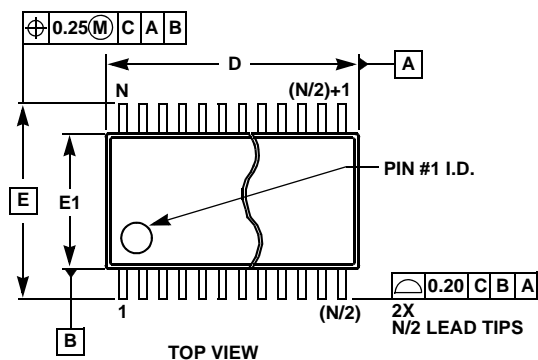 0.25 M C A B
D
A
N
(N/2)+1
PIN #1 I.D.
E
E1
0.20 C B A
2X
N/2 LEAD TIPS
1
(N/2)
B
TOP VIEW